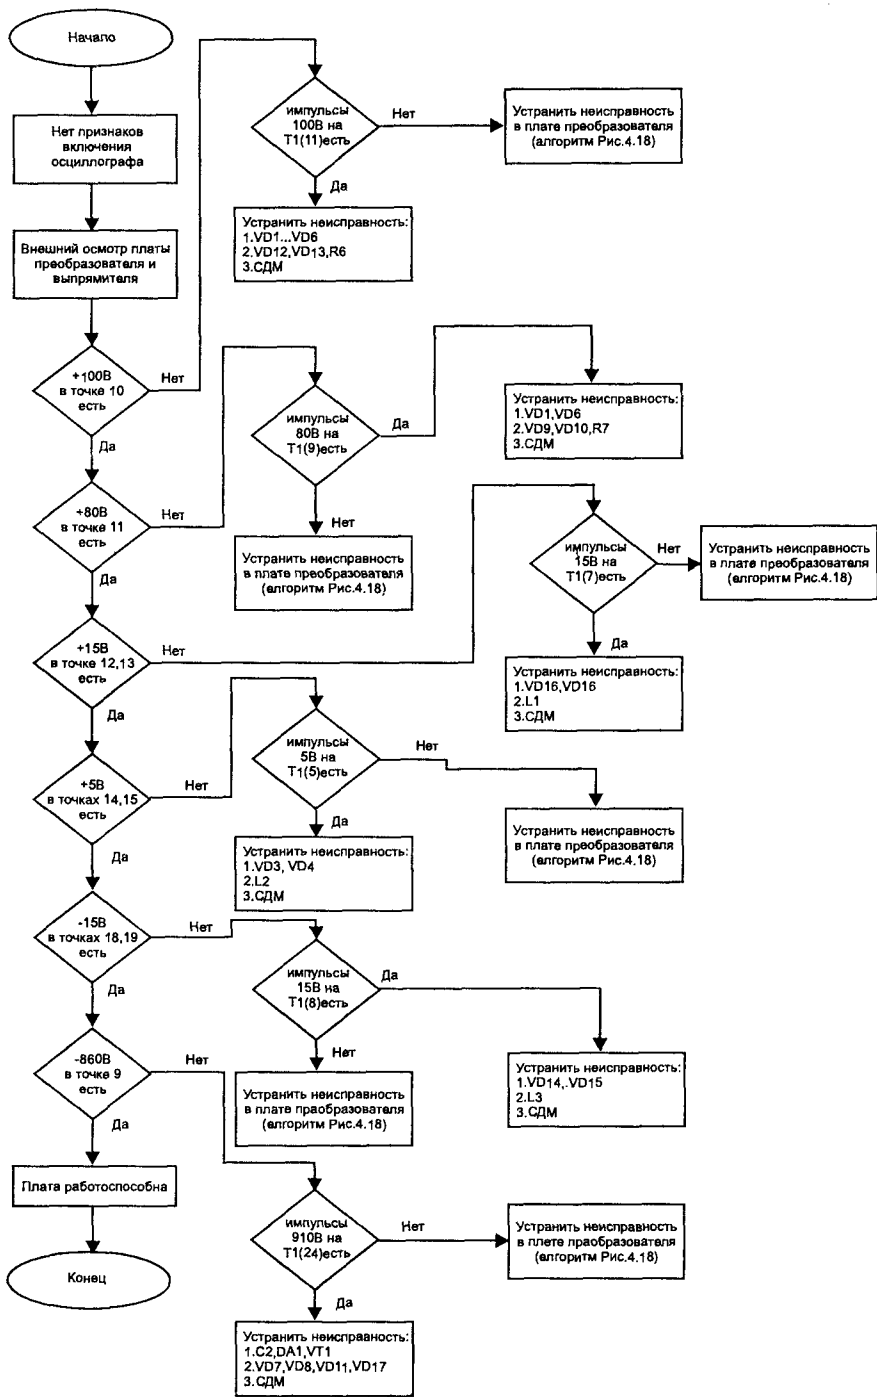 Начало
Нет признаков
включения
осциллографа
Внешний осмотр платы
преобразователя и
выпрямителя
+100В
в точке 10
есть
Нет
Да
импульсы
100В на
Т1(11)есть
Нет
Да
Устранить неисправность
в плате преобразователя
(алгоритм Рис.4.18)
Устранить неисправность:
1.VD1...VD6
2.VD12,VD13,R6
3.СДМ
+80В
в точке 11
есть
Нет
Да
импульсы
80В на
Т1(9)есть
Да
Нет
Устранить неисправность:
1.VD1,VD6
2.VD9,VD10,R7
3.СДМ
Устранить неисправность
в плате преобразователя
(алгоритм Рис.4.18)
+15В
в точке 12,13
есть
Нет
Да
импульсы
15В на
Т1(7)есть
Нет
Да
Устранить неисправность
в плате преобразователя
(алгоритм Рис.4.18)
Устранить неисправность:
1.VD16,VD16
2.L1
3.СДМ
+5В
в точках 14,15
есть
Нет
Да
импульсы
5В на
Т1(5)есть
Нет
Да
Устранить неисправность
в плате преобразователя
(алгоритм Рис.4.18)
Устранить неисправность:
1.VD3, VD4
2.L2
3.СДМ
-15В
в точках 18,19
есть
Нет
Да
импульсы
15В на
Т1(8)есть
Да
Нет
Устранить неисправность:
1.VD14,.VD15
2.L3
3.СДМ
Устранить неисправность
в плате праобразователя
(алгоритм Рис.4.18)
-860В
в точке 9
есть
Нет
Да
Плата работоспособна
Конец
импульсы
910В на
Т1(24)есть
Нет
Да
Устранить неисправность
в плете праобразователя
(алгоритм Рис.4.18)
Устранить неисправность:
1.C2,DA1,VT1
2.VD7,VD8,VD11,VD17
3.СДМ